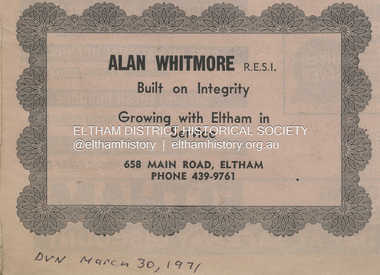 ALAN WHITMORE R.E.S.I.
Built on Integrity
Growing with Eltham in
Service
ELTHAM DISTRICT HISTORICAL SOCIETY
@elthamhistory | elthamhistory.org.au
658 MAIN ROAD, ELTHAM
PHONE 439-9761
DVN March 30, 1971